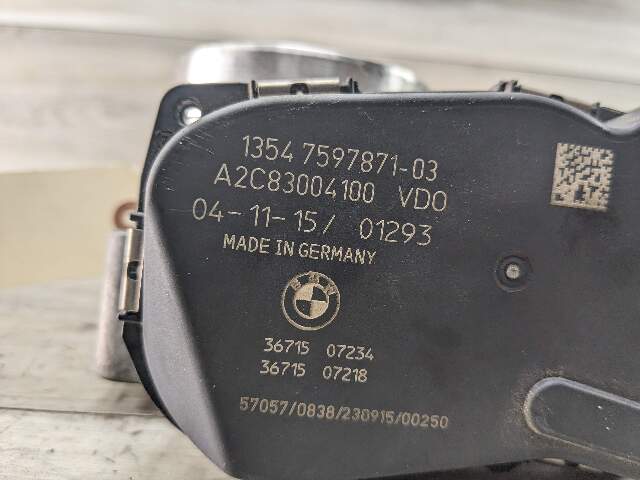 1354 7597871-03
A2C83004100 VDO
04-11-15/ 01293
MADE IN GERMANY
BMW
36715 07234
36715 07218
57057/0838/230915/00250